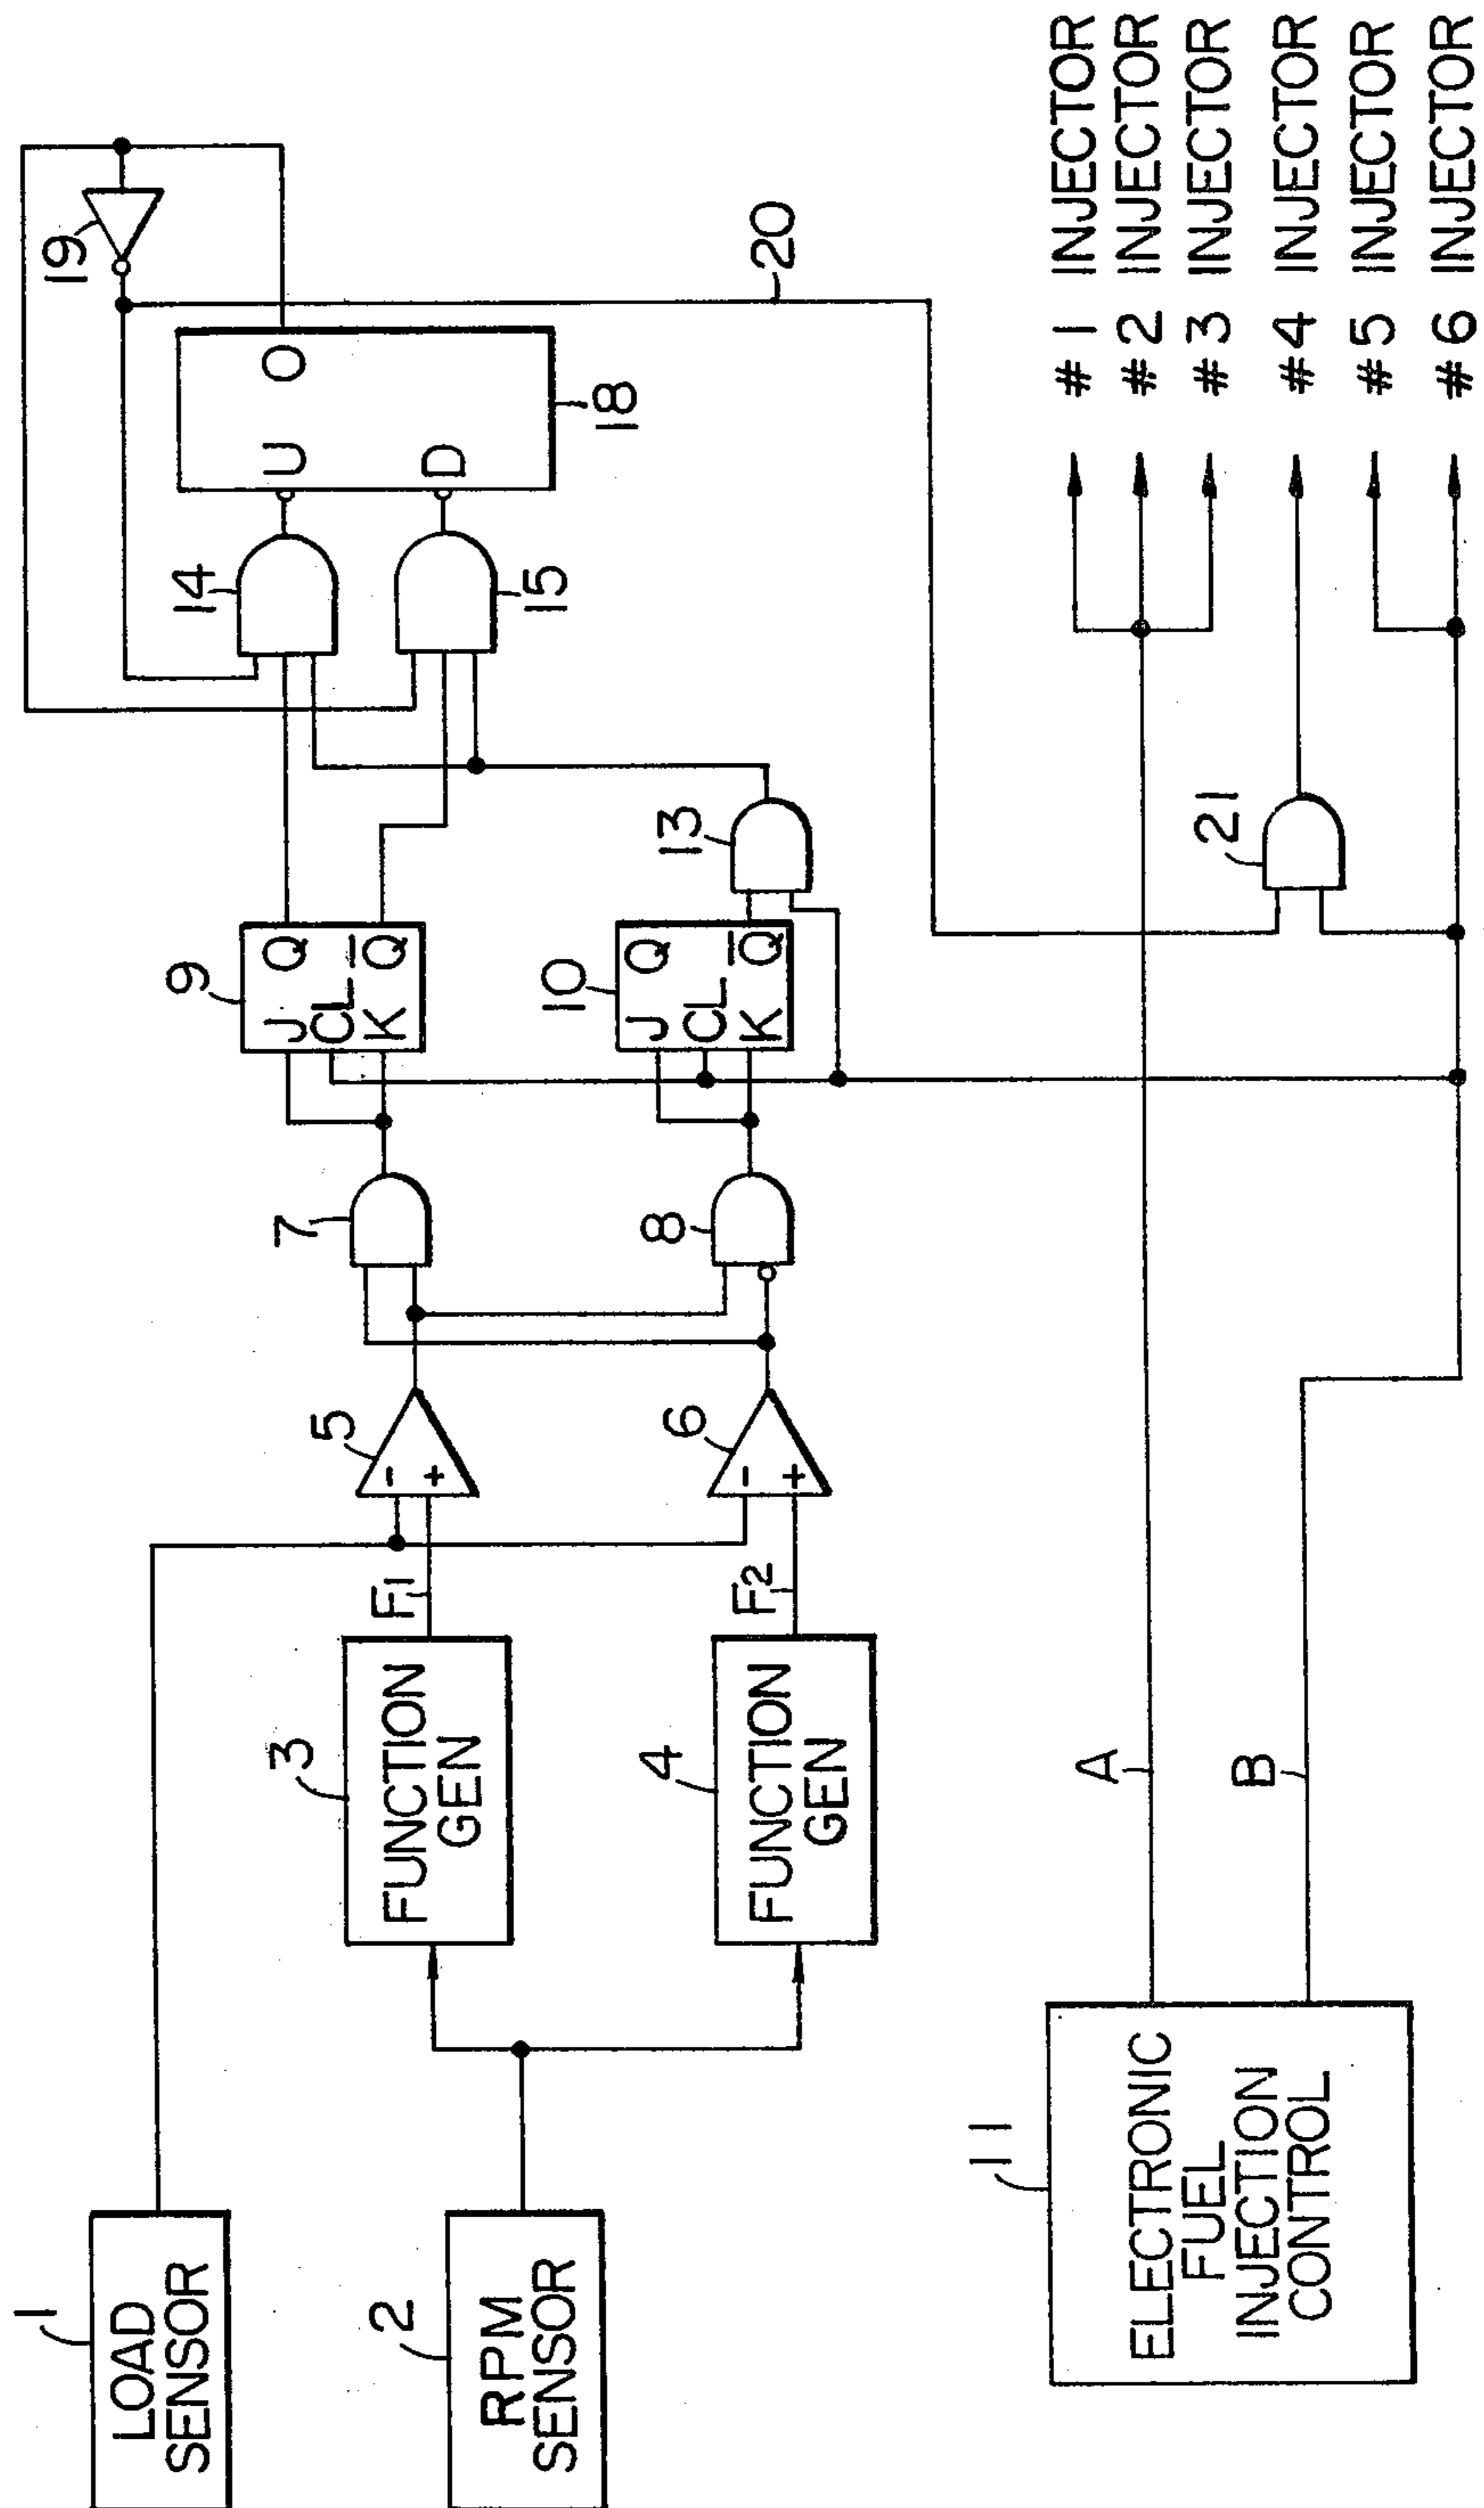 1
LOAD
SENSOR
2
RPM
SENSOR
3
FUNCTION
GEN
4
FUNCTION
GEN
F1
F2
5
- +
6
- +
7
8
9
J Q
CL
K Q̅
10
J Q
CL
K Q̅
13
14
15
U O
D
18
19
20
11
ELECTRONIC
FUEL
INJECTION
CONTROL
A
B
21
#1 INJECTOR
#2 INJECTOR
#3 INJECTOR
#4 INJECTOR
#5 INJECTOR
#6 INJECTOR